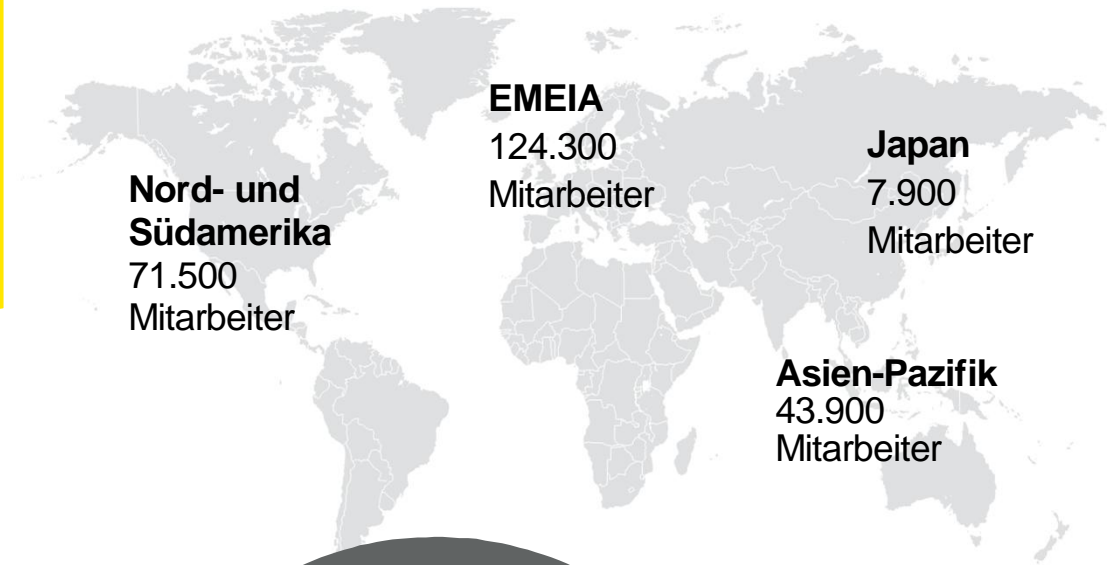 Nord- und
Südamerika
71.500
Mitarbeiter
EMEIA
124.300
Mitarbeiter
Japan
7.900
Mitarbeiter
Asien-Pazifik
43.900
Mitarbeiter